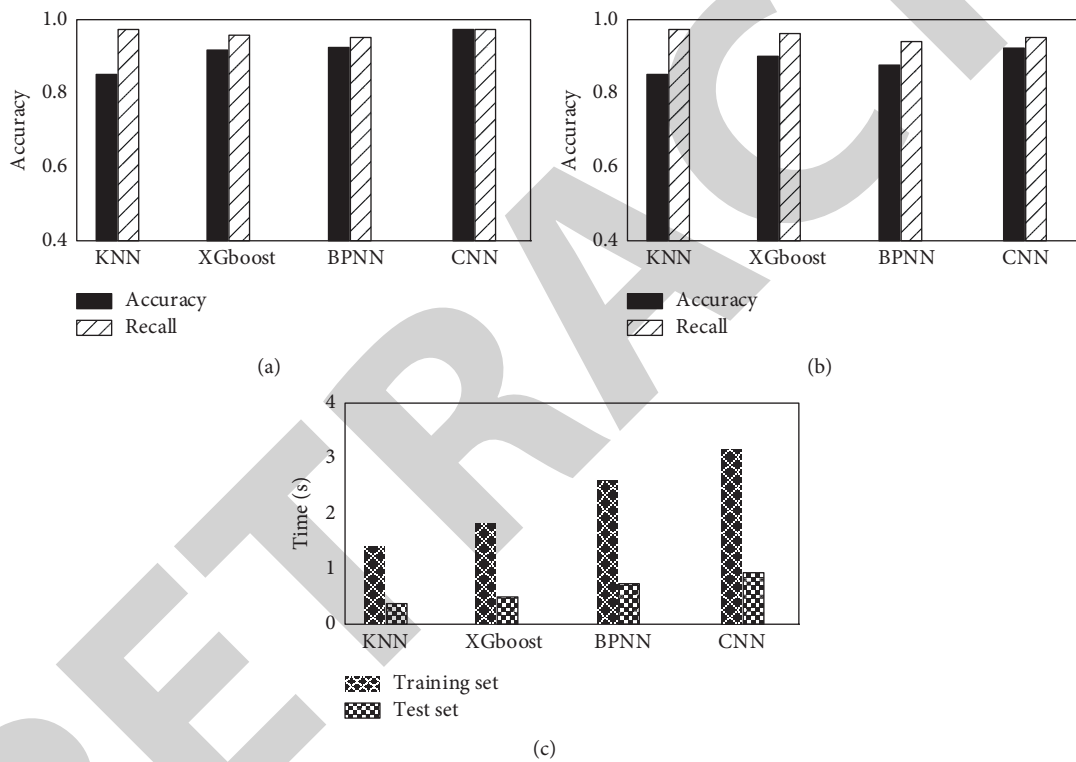 1.0
0.8
0.6
0.4
Accuracy
KNN XGboost BPNN CNN
Accuracy
Recall
(a)
1.0
0.8
0.6
0.4
Accuracy
KNN XGboost BPNN CNN
Accuracy
Recall
(b)
4
3
2
1
0
Time (s)
KNN XGboost BPNN CNN
Training set
Test set
(c)